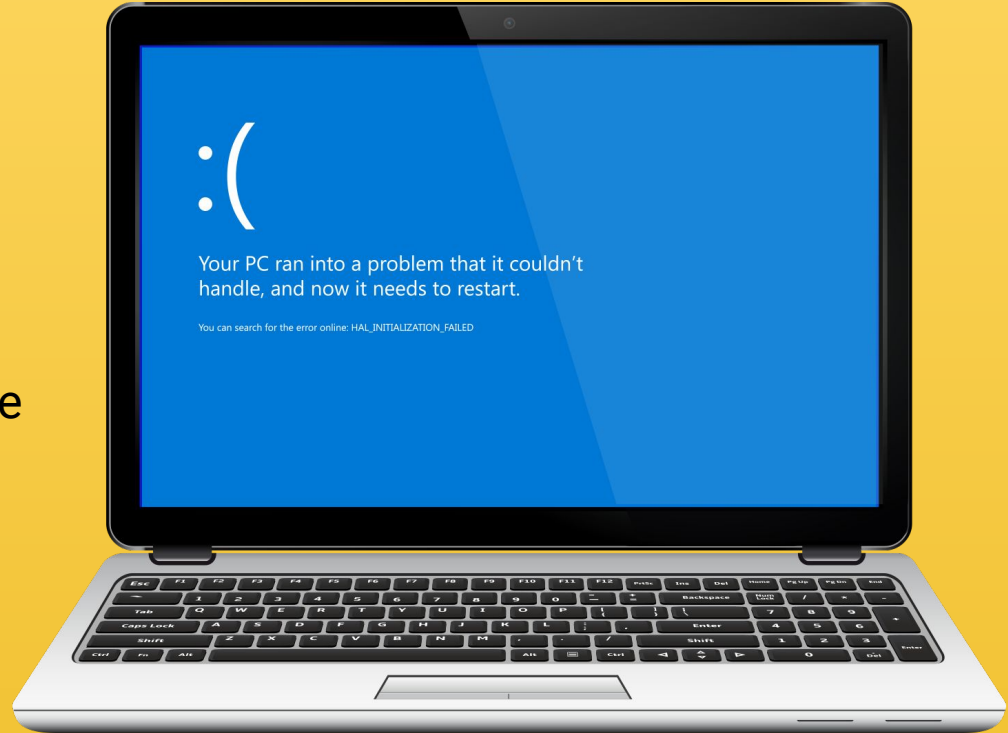 :(
Your PC ran into a problem that it couldn't
handle, and now it needs to restart.
You can search for the error online: HAL_INITIALIZATION_FAILED
e
Esc F1 F2 F3 F4 F5 F6 F7 F8 F9 F10 F11 F12 PrtSc Ins Del Home Pg Up Pg Dn End
~ 1 2 3 4 5 6 7 8 9 0 – _ + = Backspace Num Lock / * -
Tab Q W E R T Y U I O P { [ } ] \ 7 8 9 +
Caps Lock A S D F G H J K L : ; Enter 4 5 6
Shift Z X C V B N M , . / Shift 1 2 3 Enter
Ctrl Fn Alt Alt Ctrl 0 Del